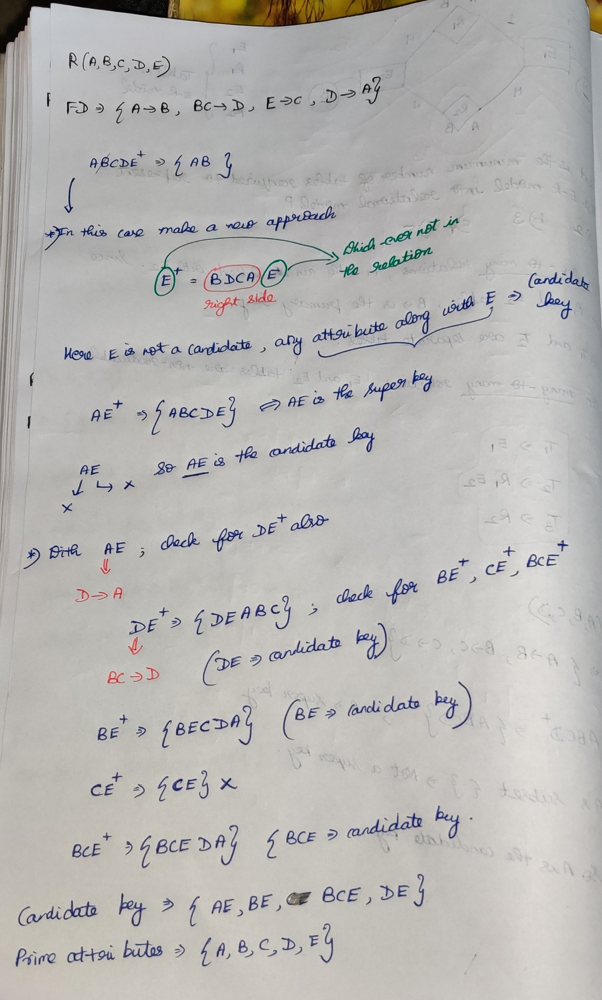 R(A,B,C,D,E)
FD ⇒ { A→B, BC→D, E→C, D→A}
ABCDE⁺ ⇒ { AB }
*) In this case make a new approach
E⁺ = BDCA E
right side
Which-ever not in
the relation
Here E is not a candidate, any attribute along with E ⇒ Candidate
key
AE⁺ ⇒ {ABCDE} ⇒ AE is the super key
AE so AE is the candidate key
↓ ↳ x
x
*) With AE ; check for DE⁺ also
⇓
D→A
DE⁺ ⇒ {DEABC} ; check for BE⁺, CE⁺, BCE⁺
⇓
BC→D (DE ⇒ candidate key)
BE⁺ ⇒ {BECDA} (BE ⇒ candidate key)
CE⁺ ⇒ {CE} x
BCE⁺ ⇒ {BCE DA} { BCE ⇒ candidate key.
Candidate key ⇒ { AE, BE, BCE, DE }
Prime attributes ⇒ {A, B, C, D, E}